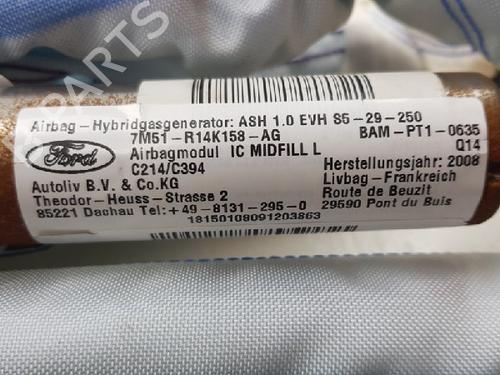 PARTS
Airbag-Hybridgasgenerator: ASH 1.0 EVH S5-29-250
7M51-R14K158-AG BAM-PT1-0635
Airbagmodul IC MIDFILL L Q14
Ford C214/C394 Herstellungsjahr: 2008
Autoliv B.V. & Co.KG Livbag-Frankreich
Theodor-Heuss-Strasse 2 Route de Beuzit
85221 Dachau Tel:+49-8131-295-0 29590 Pont du Buis
18150108091203863